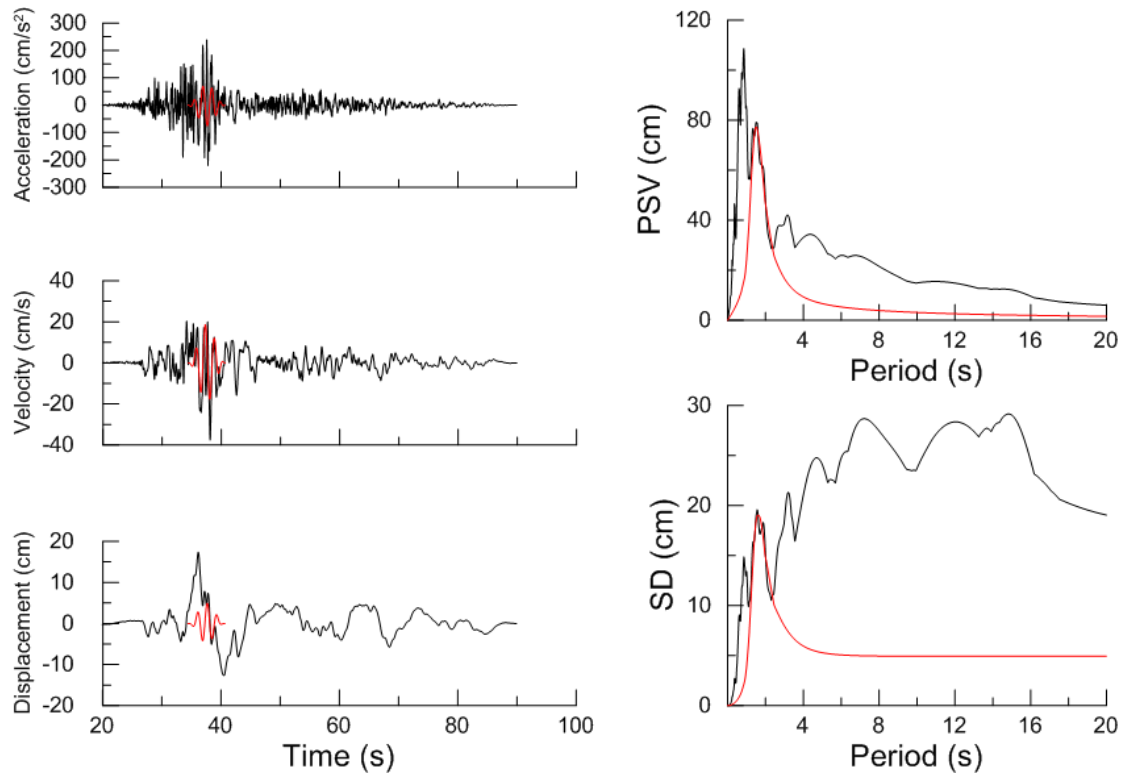 Acceleration (cm/s²)
300
200
100
0
-100
-200
-300
Velocity (cm/s)
40
20
0
-20
-40
Displacement (cm)
20
10
0
-10
-20
20 40 60 80 100
Time (s)
PSV (cm)
120
80
40
0
4 8 12 16 20
Period (s)
SD (cm)
30
20
10
0
4 8 12 16 20
Period (s)